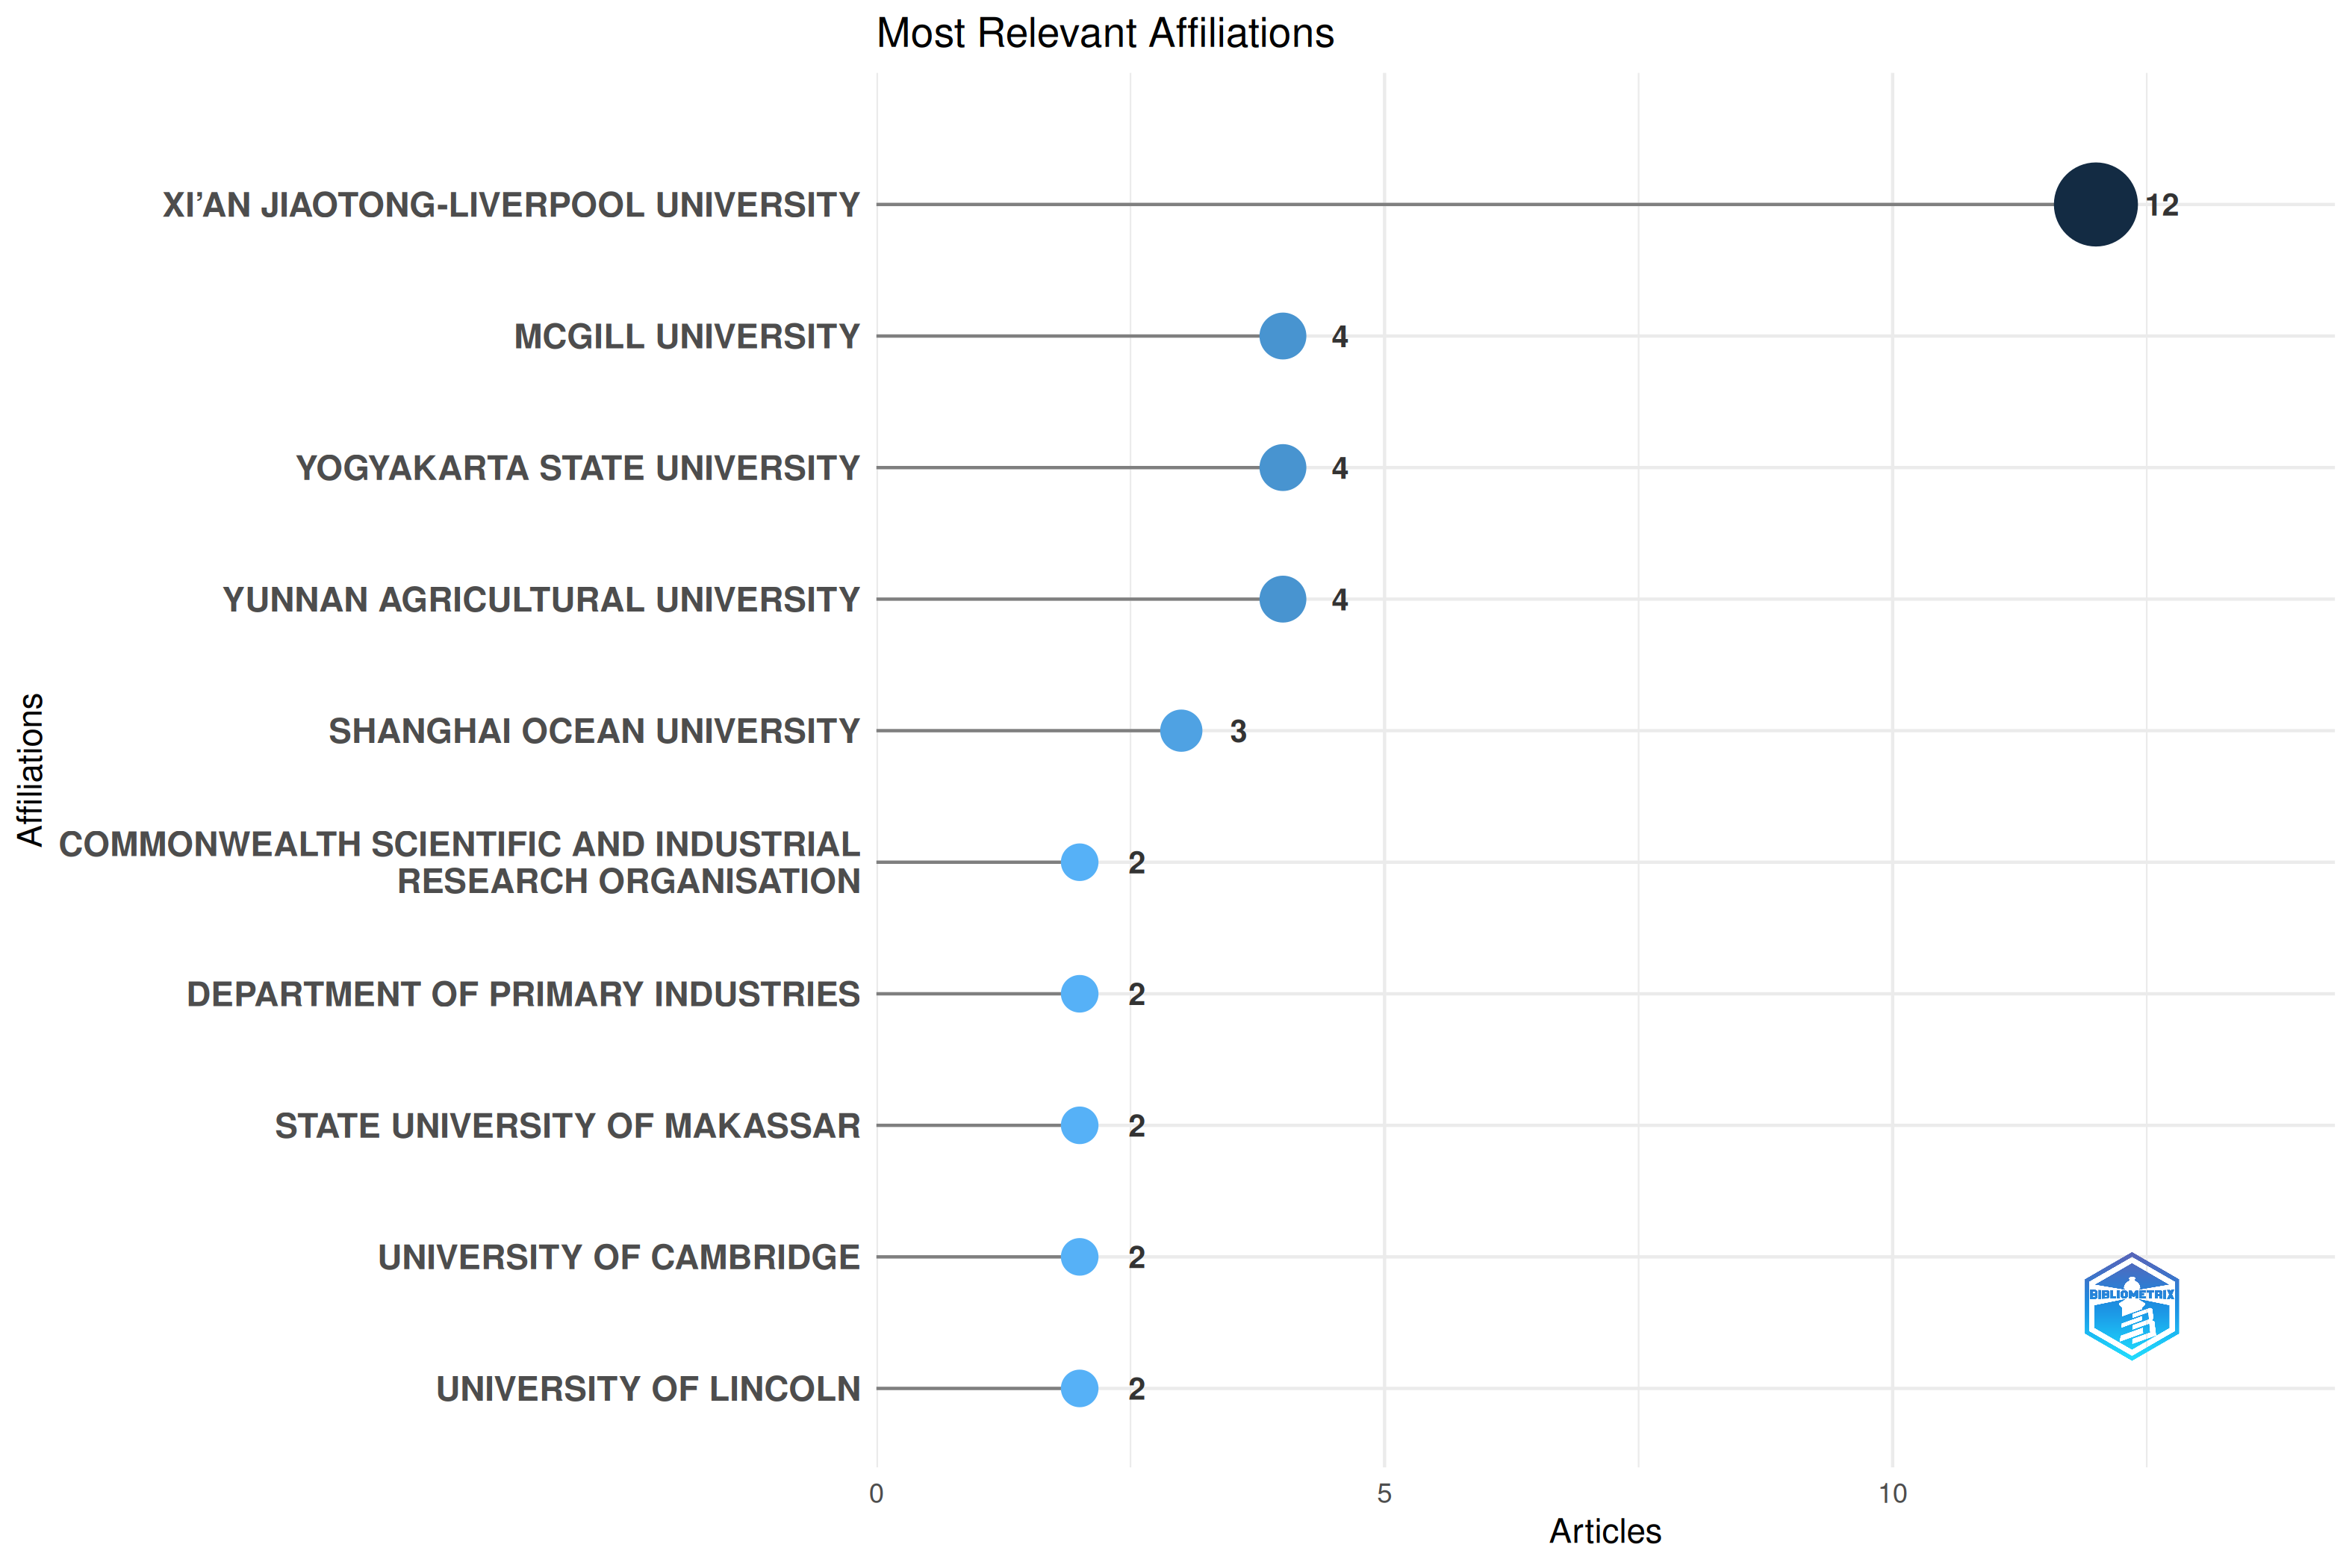 Most Relevant Affiliations
XI’AN JIAOTONG-LIVERPOOL UNIVERSITY
12
MCGILL UNIVERSITY
4
YOGYAKARTA STATE UNIVERSITY
4
YUNNAN AGRICULTURAL UNIVERSITY
4
SHANGHAI OCEAN UNIVERSITY
3
Affiliations
COMMONWEALTH SCIENTIFIC AND INDUSTRIAL
RESEARCH ORGANISATION
2
DEPARTMENT OF PRIMARY INDUSTRIES
2
STATE UNIVERSITY OF MAKASSAR
2
UNIVERSITY OF CAMBRIDGE
2
BIBLIOMETRIX
UNIVERSITY OF LINCOLN
2
0 5 10
Articles